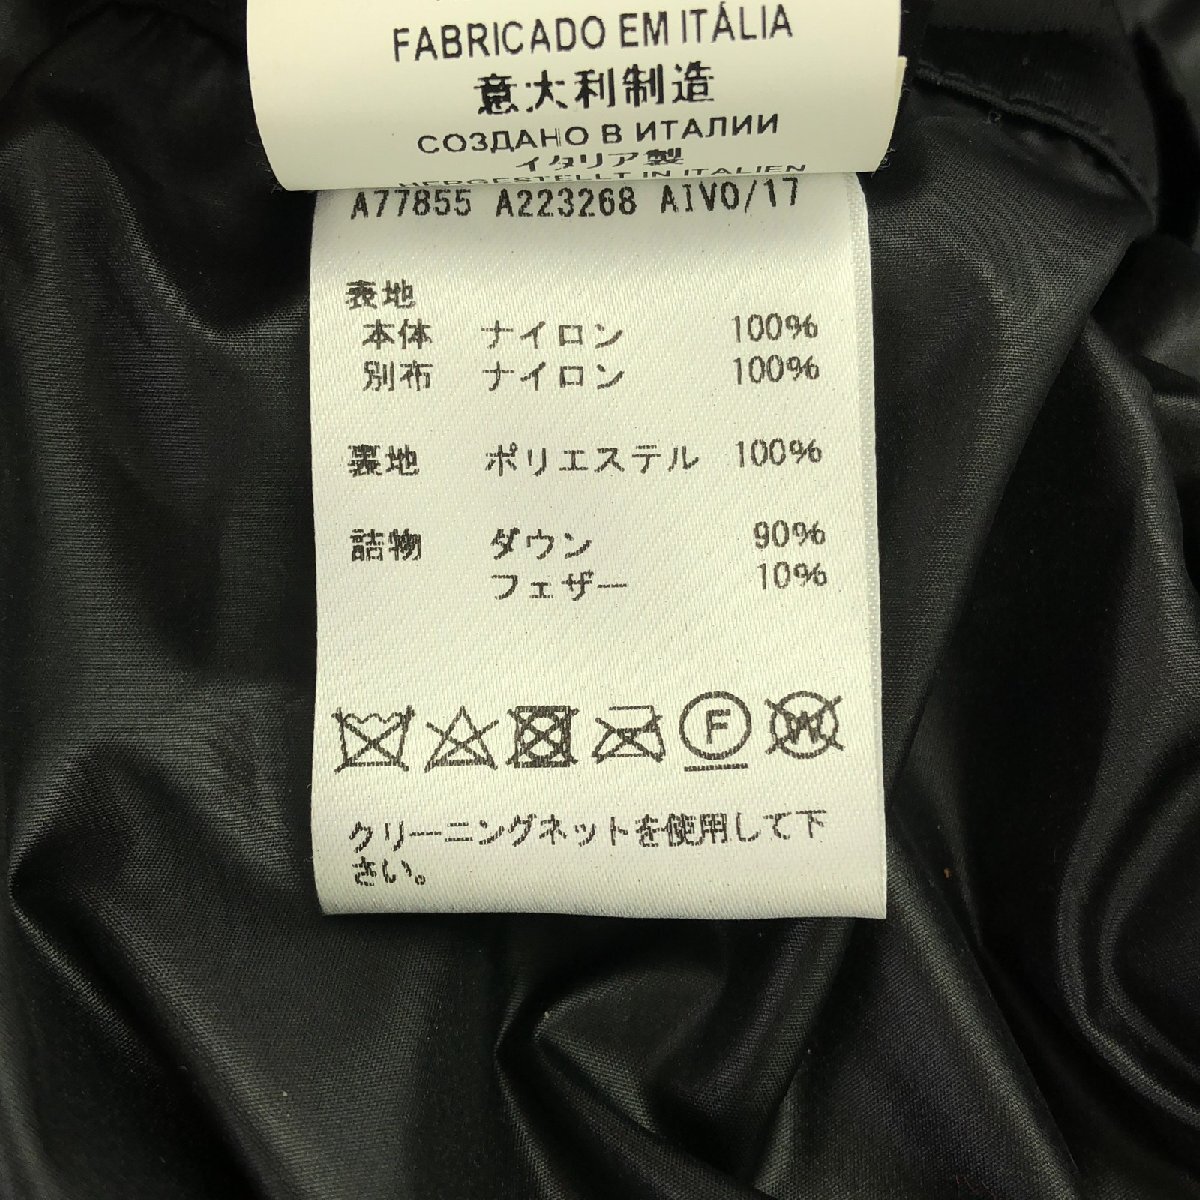 FABRICADO EM ITÁLIA
意大利制造
СОЗДАНО В ИТАЛИИ
イタリア製
HERGESTELLT IN ITALIEN
A77855 A223268 AIVO/17
表地
本体 ナイロン 100%
別布 ナイロン 100%
裏地 ポリエステル 100%
詰物 ダウン 90%
フェザー 10%
F W
クリーニングネットを使用して下
さい。